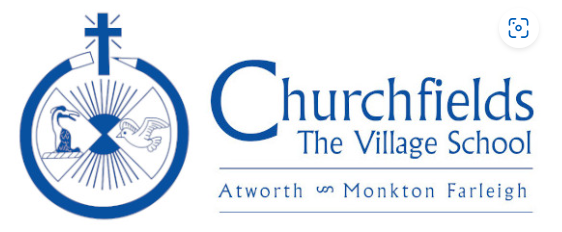 Churchfields
The Village School
Atworth ∽ Monkton Farleigh